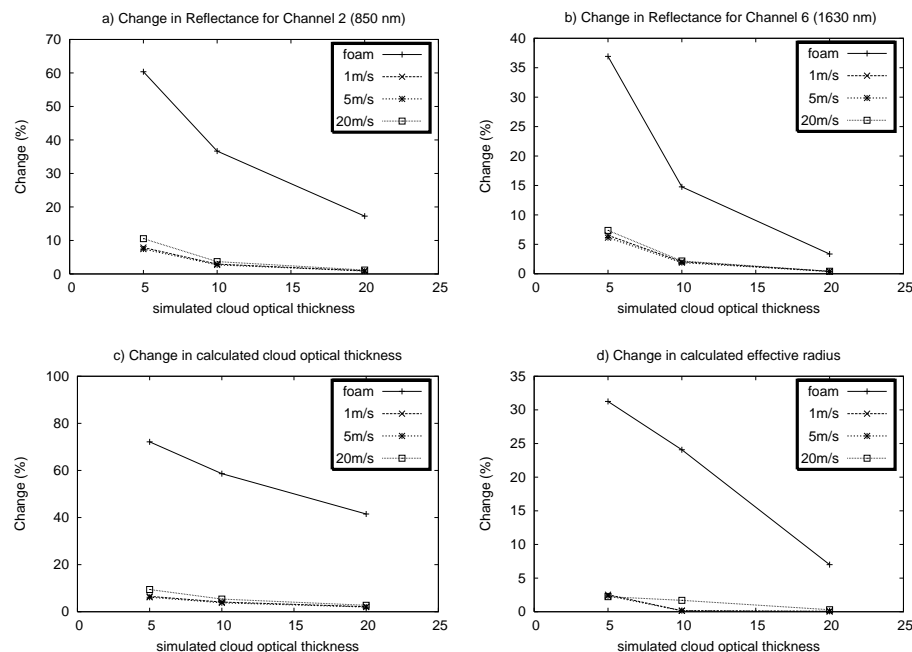 a) Change in Reflectance for Channel 2 (850 nm)
70
60
50
40
30
20
10
0
Change (%)
foam
1m/s
5m/s
20m/s
0 5 10 15 20 25
simulated cloud optical thickness
b) Change in Reflectance for Channel 6 (1630 nm)
40
35
30
25
20
15
10
5
0
Change (%)
foam
1m/s
5m/s
20m/s
0 5 10 15 20 25
simulated cloud optical thickness
c) Change in calculated cloud optical thickness
100
80
60
40
20
0
Change (%)
foam
1m/s
5m/s
20m/s
0 5 10 15 20 25
simulated cloud optical thickness
d) Change in calculated effective radius
35
30
25
20
15
10
5
0
Change (%)
foam
1m/s
5m/s
20m/s
0 5 10 15 20 25
simulated cloud optical thickness